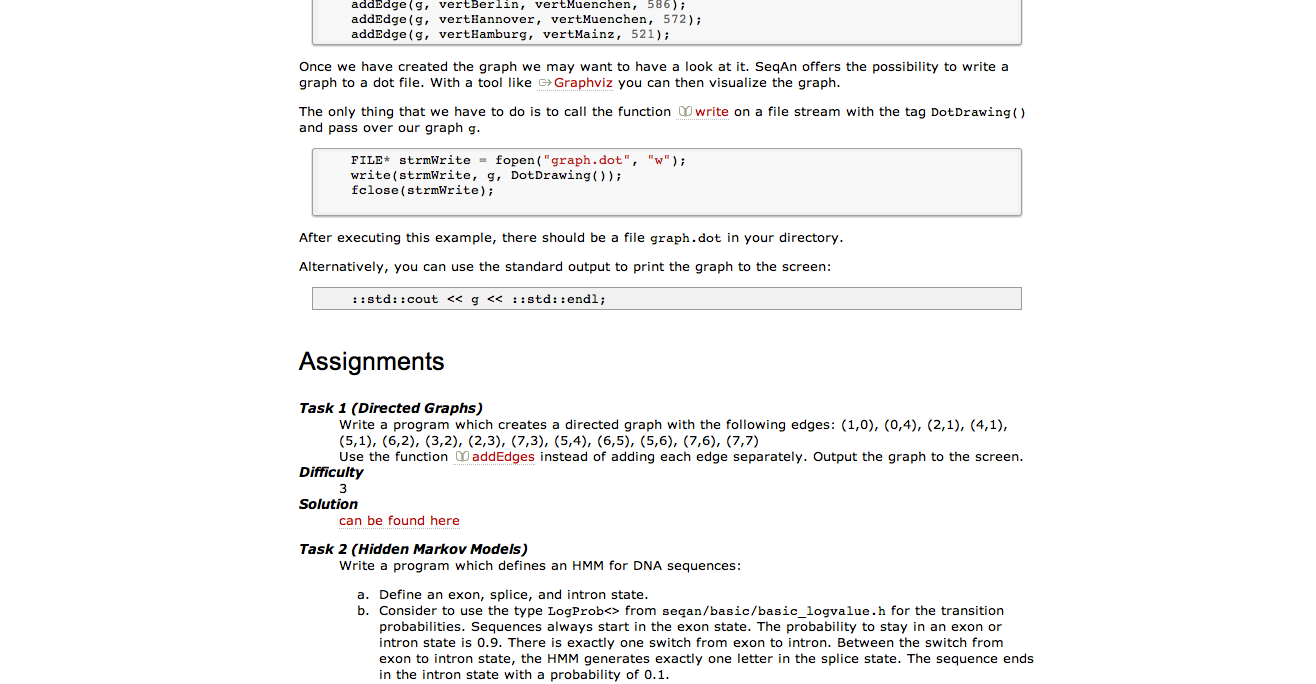 addEdge(g, vertBerlin, vertMuenchen, 586);
addEdge(g, vertHannover, vertMuenchen, 572);
addEdge(g, vertHamburg, vertMainz, 521);
Once we have created the graph we may want to have a look at it. SeqAn offers the possibility to write a
graph to a dot file. With a tool like Graphviz you can then visualize the graph.
The only thing that we have to do is to call the function write on a file stream with the tag DotDrawing()
and pass over our graph g.
FILE* strmWrite = fopen("graph.dot", "w");
write(strmWrite, g, DotDrawing());
fclose(strmWrite);
After executing this example, there should be a file graph.dot in your directory.
Alternatively, you can use the standard output to print the graph to the screen:
::std::cout << g << ::std::endl;
Assignments
Task 1 (Directed Graphs)
Write a program which creates a directed graph with the following edges: (1,0), (0,4), (2,1), (4,1),
(5,1), (6,2), (3,2), (2,3), (7,3), (5,4), (6,5), (5,6), (7,6), (7,7)
Use the function addEdges instead of adding each edge separately. Output the graph to the screen.
Difficulty
3
Solution
can be found here
Task 2 (Hidden Markov Models)
Write a program which defines an HMM for DNA sequences:
a. Define an exon, splice, and intron state.
b. Consider to use the type LogProb<> from seqan/basic/basic_logvalue.h for the transition
probabilities. Sequences always start in the exon state. The probability to stay in an exon or
intron state is 0.9. There is exactly one switch from exon to intron. Between the switch from
exon to intron state, the HMM generates exactly one letter in the splice state. The sequence ends
in the intron state with a probability of 0.1.